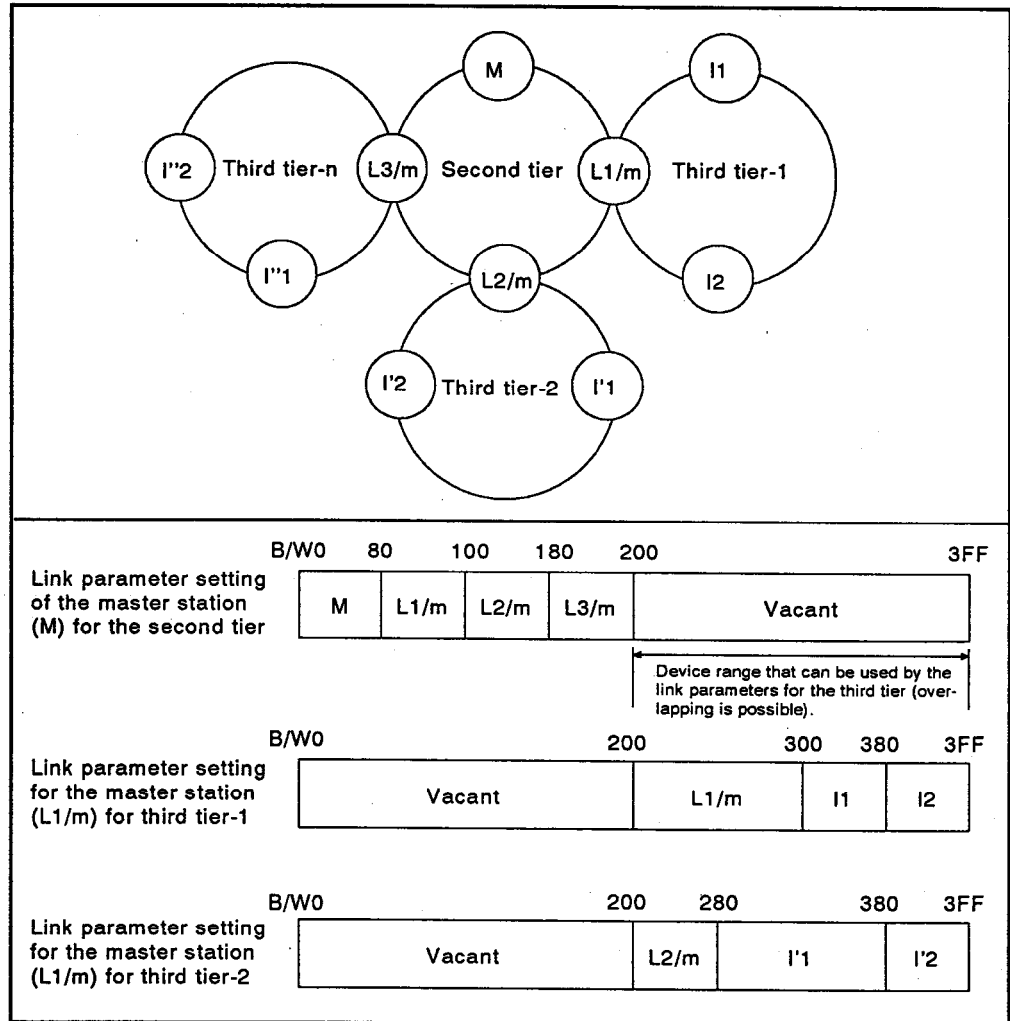 M
I1
I"2
Third tier-n
L3/m
Second tier
L1/m
Third tier-1
I"1
L2/m
I2
I'2
Third tier-2
I'1
B/W0 80 100 180 200 3FF
Link parameter setting
of the master station
(M) for the second tier
M L1/m L2/m L3/m Vacant
Device range that can be used by the
link parameters for the third tier (over-
lapping is possible).
B/W0 200 300 380 3FF
Link parameter setting
for the master station
(L1/m) for third tier-1
Vacant L1/m I1 I2
B/W0 200 280 380 3FF
Link parameter setting
for the master station
(L1/m) for third tier-2
Vacant L2/m I'1 I'2